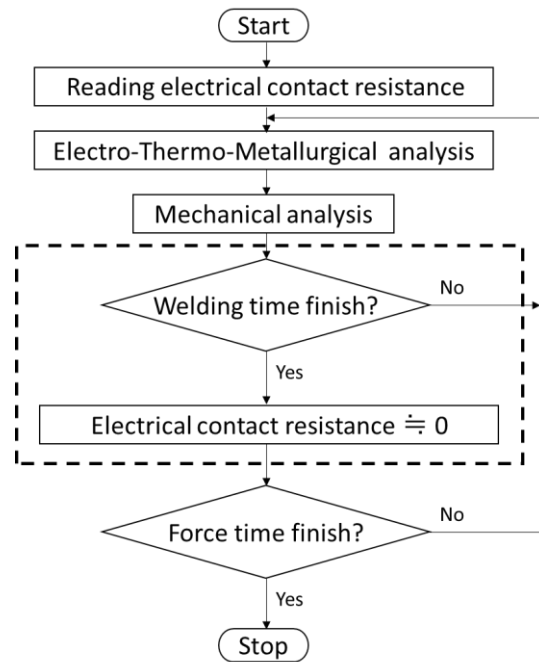 Start
Reading electrical contact resistance
Electro-Thermo-Metallurgical analysis
Mechanical analysis
Welding time finish?
No
Yes
Electrical contact resistance ≒ 0
Force time finish?
No
Yes
Stop